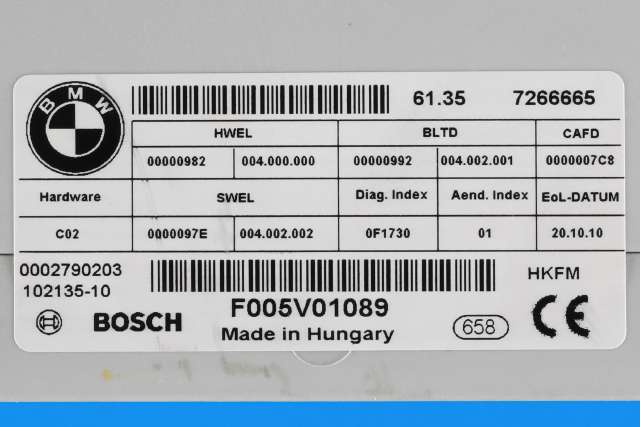 BMW
61.35 7266665
HWEL BLTD CAFD
00000982 004.000.000 00000992 004.002.001 0000007C8
Hardware SWEL Diag. Index Aend. Index EoL-DATUM
C02 0000097E 004.002.002 0F1730 01 20.10.10
0002790203 HKFM
102135-10
BOSCH F005V01089
Made in Hungary 658 CE